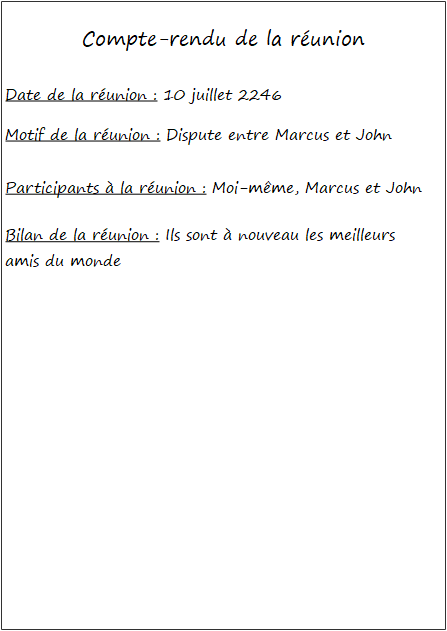 Compte-rendu de la réunion
Date de la réunion : 10 juillet 2246
Motif de la réunion : Dispute entre Marcus et John
Participants à la réunion : Moi-même, Marcus et John
Bilan de la réunion : Ils sont à nouveau les meilleurs
amis du monde